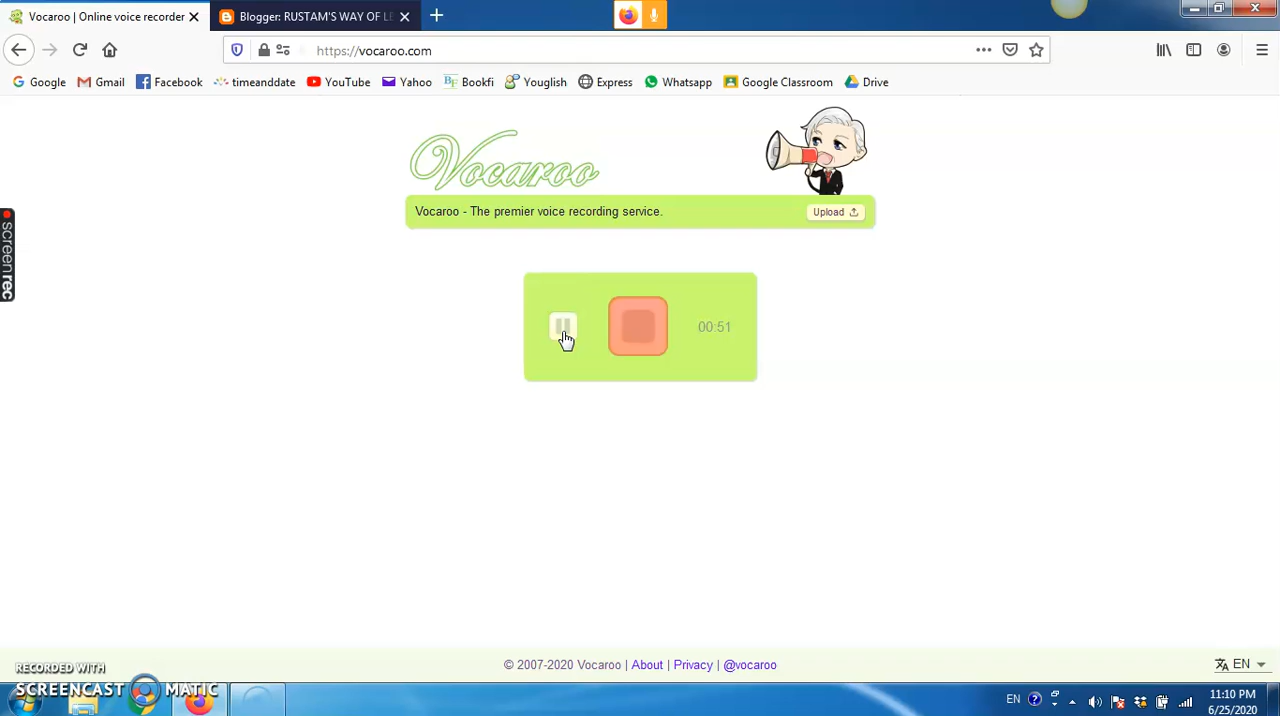 Vocaroo | Online voice recorder
Blogger: RUSTAM'S WAY OF LE
https://vocaroo.com
Google Gmail Facebook timeanddate YouTube Yahoo Bookfi Youglish Express Whatsapp Google Classroom Drive
screenrec
Vocaroo
Vocaroo - The premier voice recording service.
Upload
00:51
© 2007-2020 Vocaroo | About | Privacy | @vocaroo
EN
RECORDED WITH
SCREENCAST MATIC
EN
11:10 PM
6/25/2020